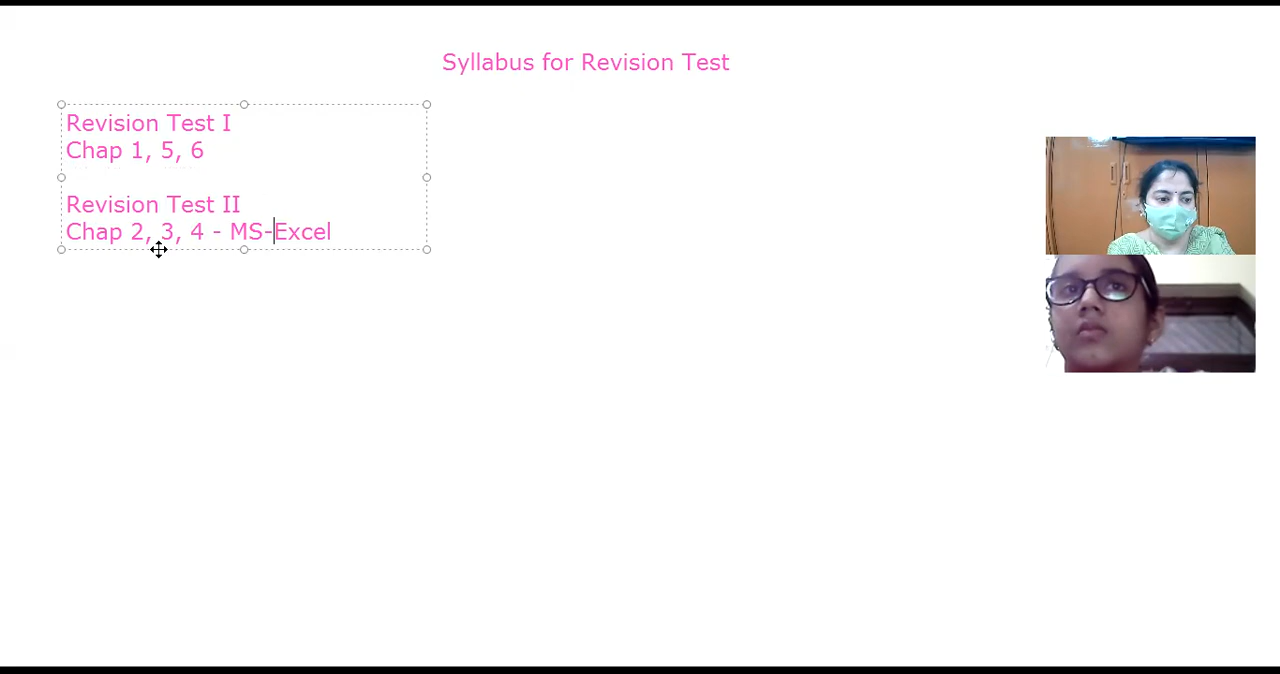 Syllabus for Revision Test
Revision Test I
Chap 1, 5, 6
Revision Test II
Chap 2, 3, 4 - MS-Excel